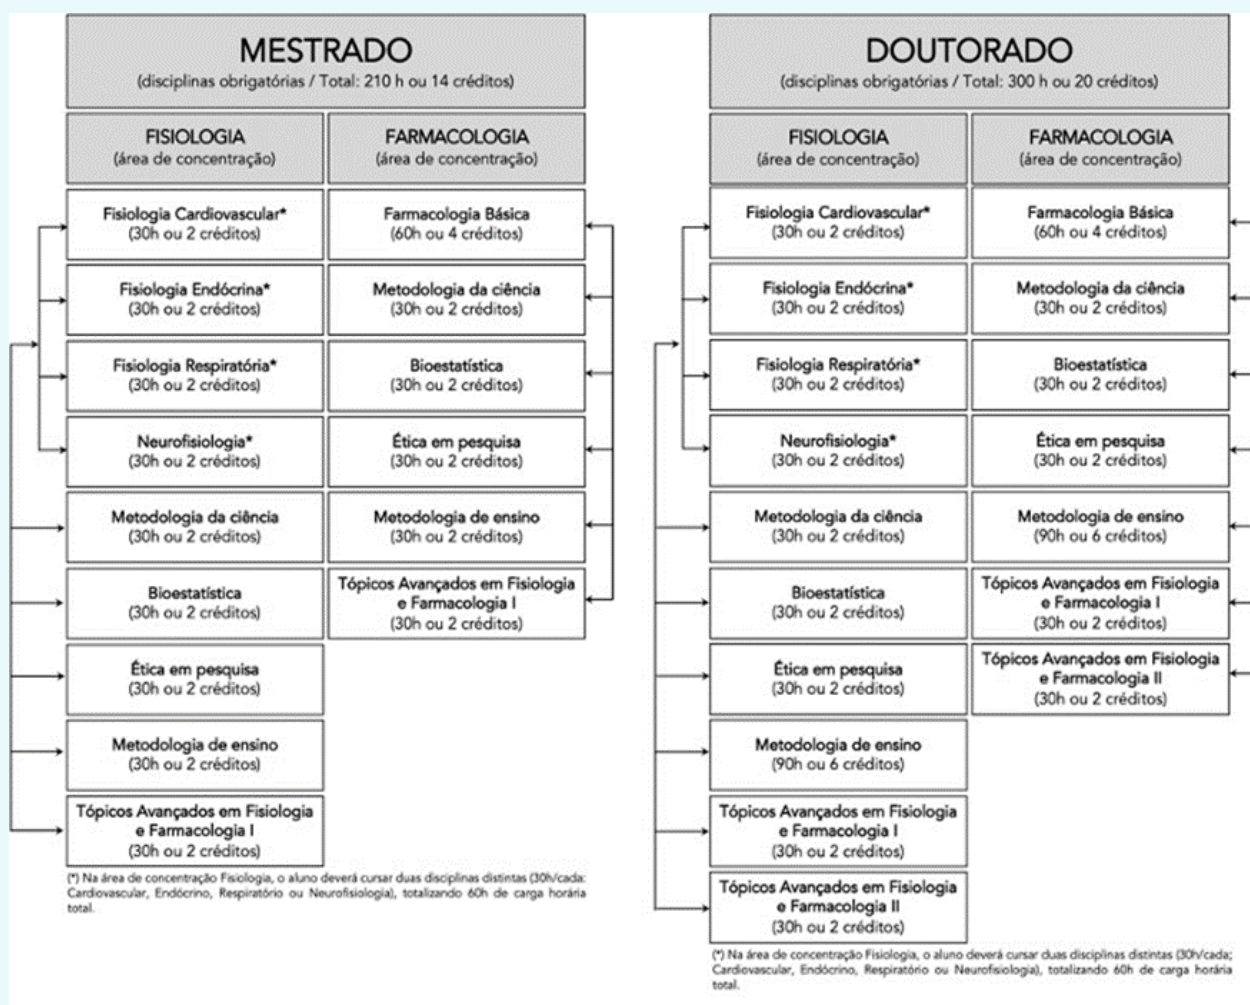 MESTRADO
(disciplinas obrigatórias / Total: 210 h ou 14 créditos)
FISIOLOGIA
(área de concentração)
Fisiologia Cardiovascular*
(30h ou 2 créditos)
Fisiologia Endócrina*
(30h ou 2 créditos)
Fisiologia Respiratória*
(30h ou 2 créditos)
Neurofisiologia*
(30h ou 2 créditos)
Metodologia da ciência
(30h ou 2 créditos)
Bioestatística
(30h ou 2 créditos)
Ética em pesquisa
(30h ou 2 créditos)
Metodologia de ensino
(30h ou 2 créditos)
Tópicos Avançados em Fisiologia
e Farmacologia I
(30h ou 2 créditos)
FARMACOLOGIA
(área de concentração)
Farmacologia Básica
(60h ou 4 créditos)
Metodologia da ciência
(30h ou 2 créditos)
Bioestatística
(30h ou 2 créditos)
Ética em pesquisa
(30h ou 2 créditos)
Metodologia de ensino
(30h ou 2 créditos)
Tópicos Avançados em Fisiologia
e Farmacologia I
(30h ou 2 créditos)
(*) Na área de concentração Fisiologia, o aluno deverá cursar duas disciplinas distintas (30h/cada:
Cardiovascular, Endócrino, Respiratório ou Neurofisiologia), totalizando 60h de carga horária
total.
DOUTORADO
(disciplinas obrigatórias / Total: 300 h ou 20 créditos)
FISIOLOGIA
(área de concentração)
Fisiologia Cardiovascular*
(30h ou 2 créditos)
Fisiologia Endócrina*
(30h ou 2 créditos)
Fisiologia Respiratória*
(30h ou 2 créditos)
Neurofisiologia*
(30h ou 2 créditos)
Metodologia da ciência
(30h ou 2 créditos)
Bioestatística
(30h ou 2 créditos)
Ética em pesquisa
(30h ou 2 créditos)
Metodologia de ensino
(90h ou 6 créditos)
Tópicos Avançados em Fisiologia
e Farmacologia I
(30h ou 2 créditos)
Tópicos Avançados em Fisiologia
e Farmacologia II
(30h ou 2 créditos)
FARMACOLOGIA
(área de concentração)
Farmacologia Básica
(60h ou 4 créditos)
Metodologia da ciência
(30h ou 2 créditos)
Bioestatística
(30h ou 2 créditos)
Ética em pesquisa
(30h ou 2 créditos)
Metodologia de ensino
(90h ou 6 créditos)
Tópicos Avançados em Fisiologia
e Farmacologia I
(30h ou 2 créditos)
Tópicos Avançados em Fisiologia
e Farmacologia II
(30h ou 2 créditos)
(*) Na área de concentração Fisiologia, o aluno deverá cursar duas disciplinas distintas (30h/cada;
Cardiovascular, Endócrino, Respiratório ou Neurofisiologia), totalizando 60h de carga horária
total.